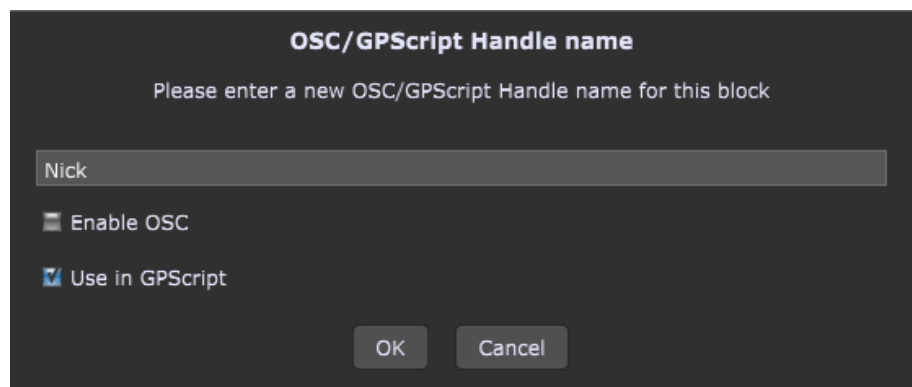 OSC/GPScript Handle name
Please enter a new OSC/GPScript Handle name for this block
Nick
Enable OSC
Use in GPScript
OK Cancel